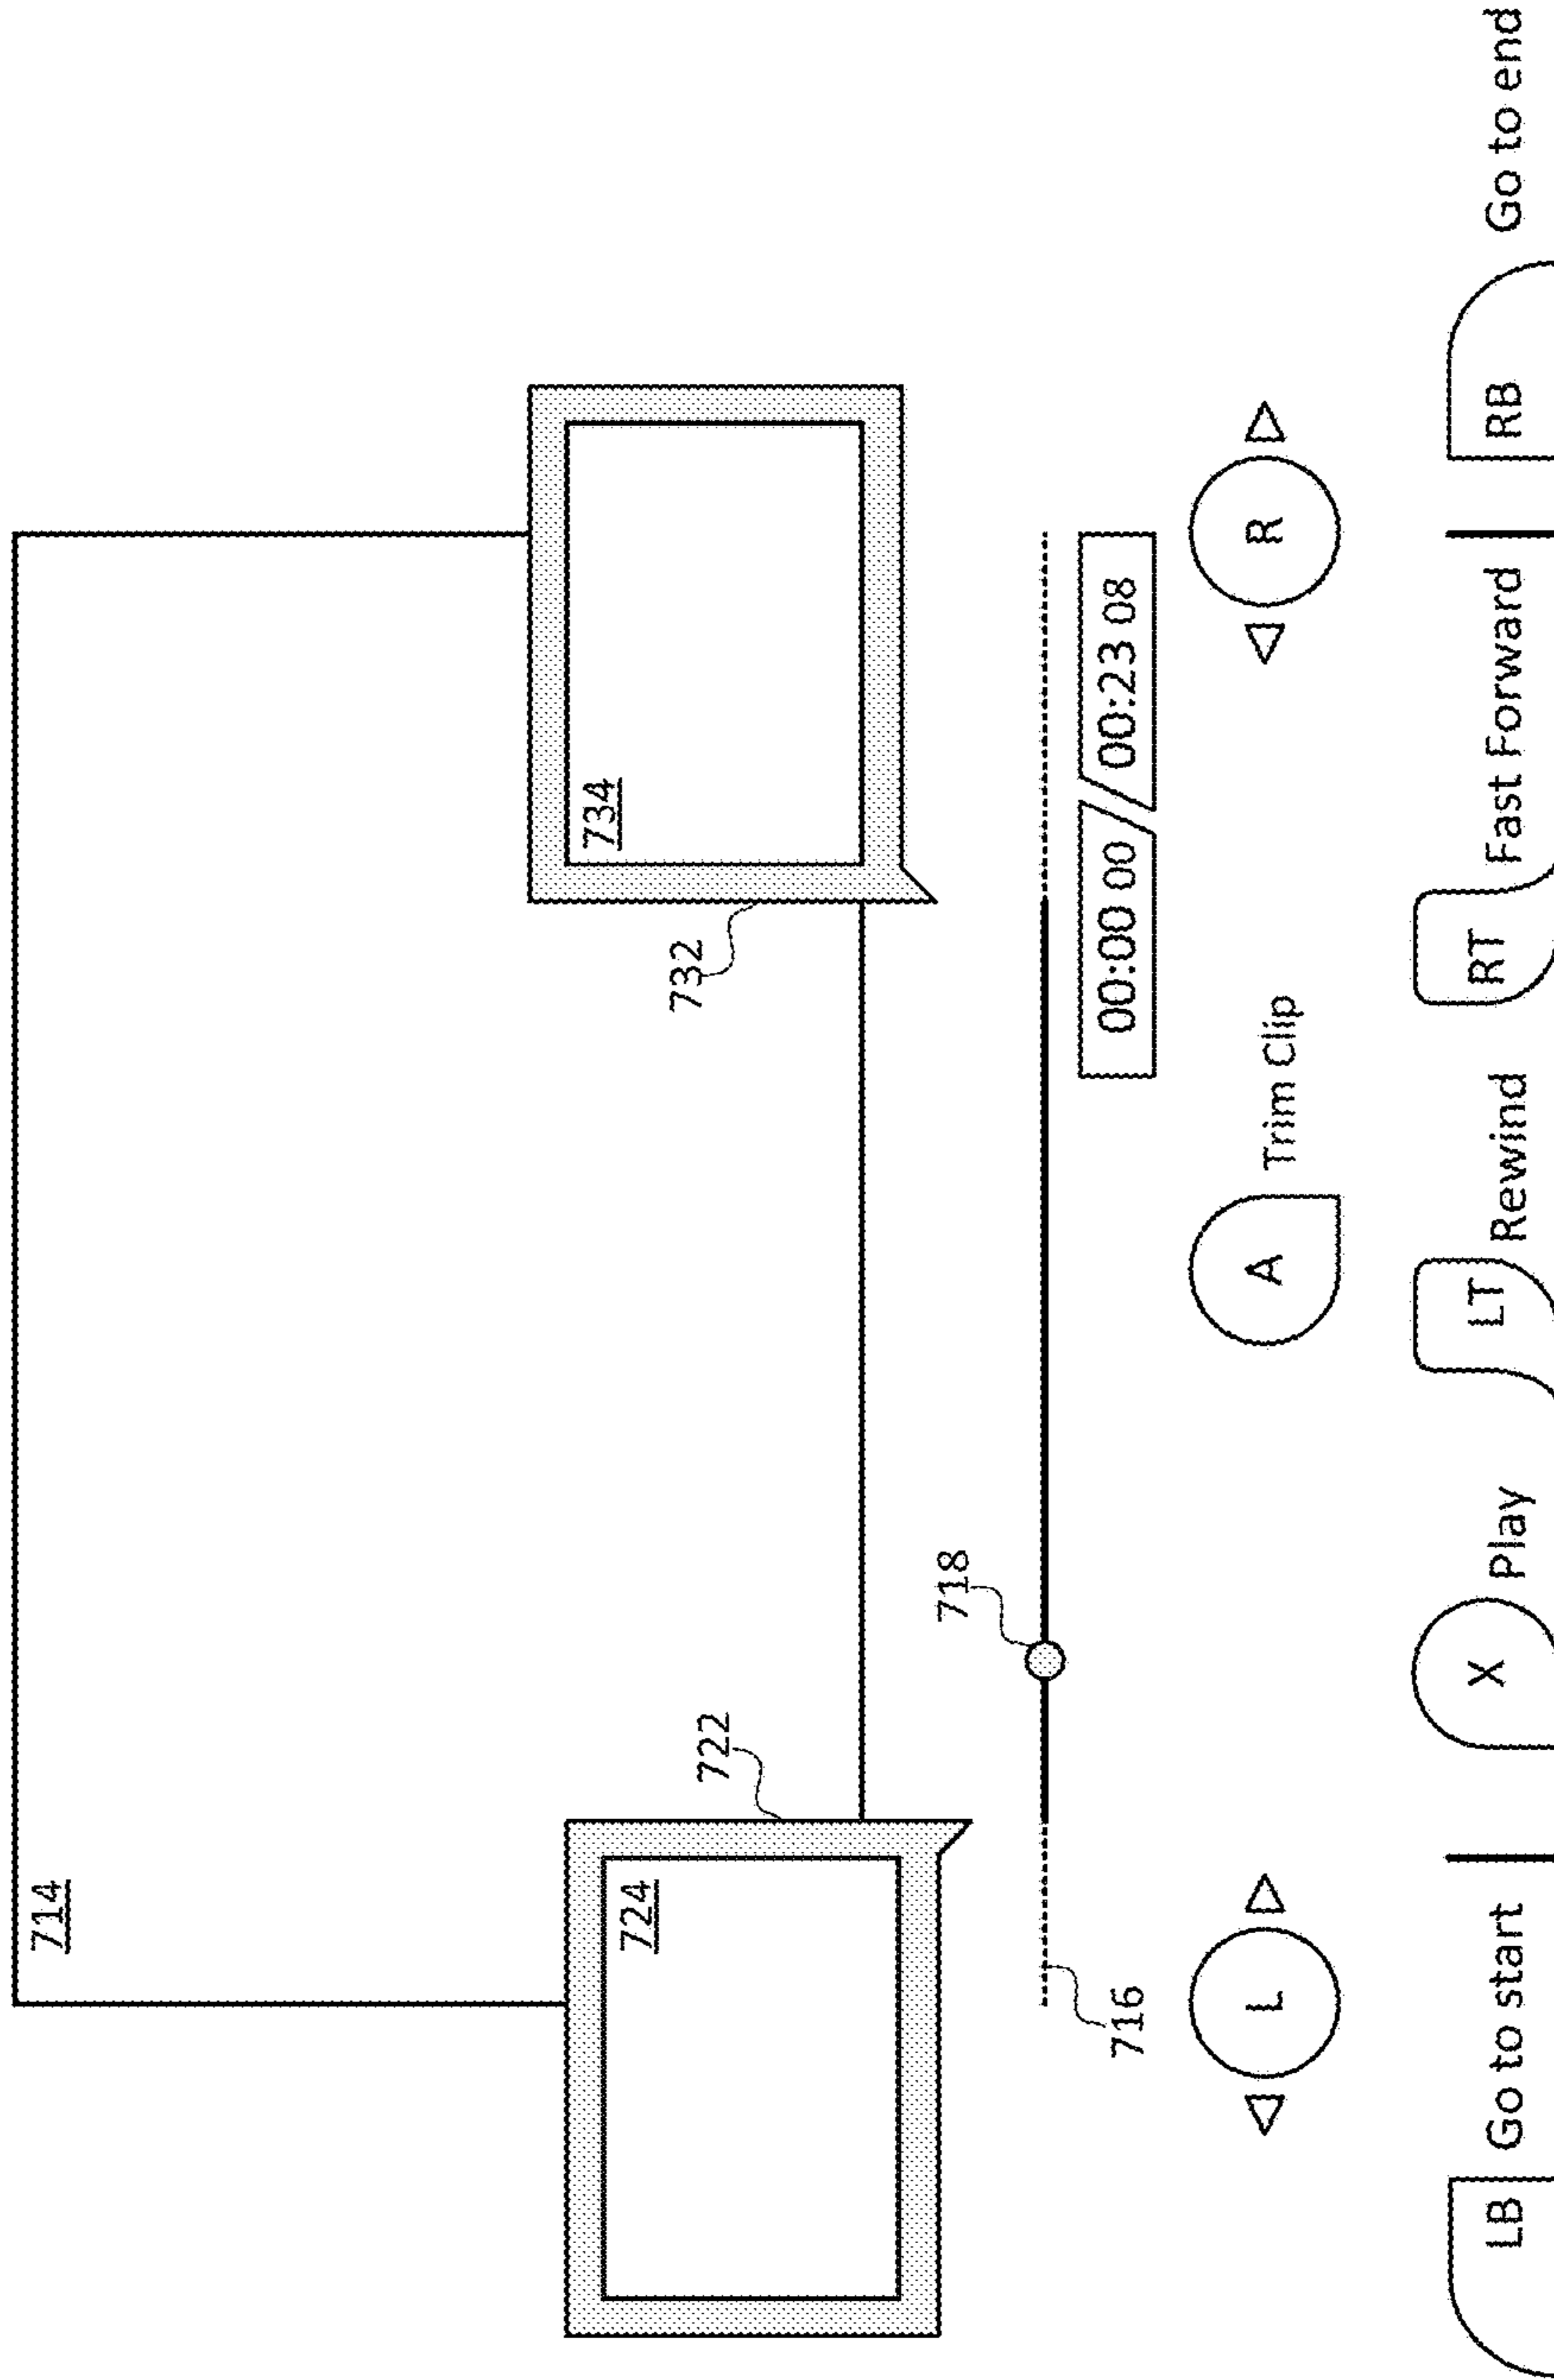 714
724
722
734
732
718
716
00:00 00 / 00:23 08
L
A Trim Clip
R
LB Go to start
X Play
LT Rewind
RT Fast Forward
RB Go to end